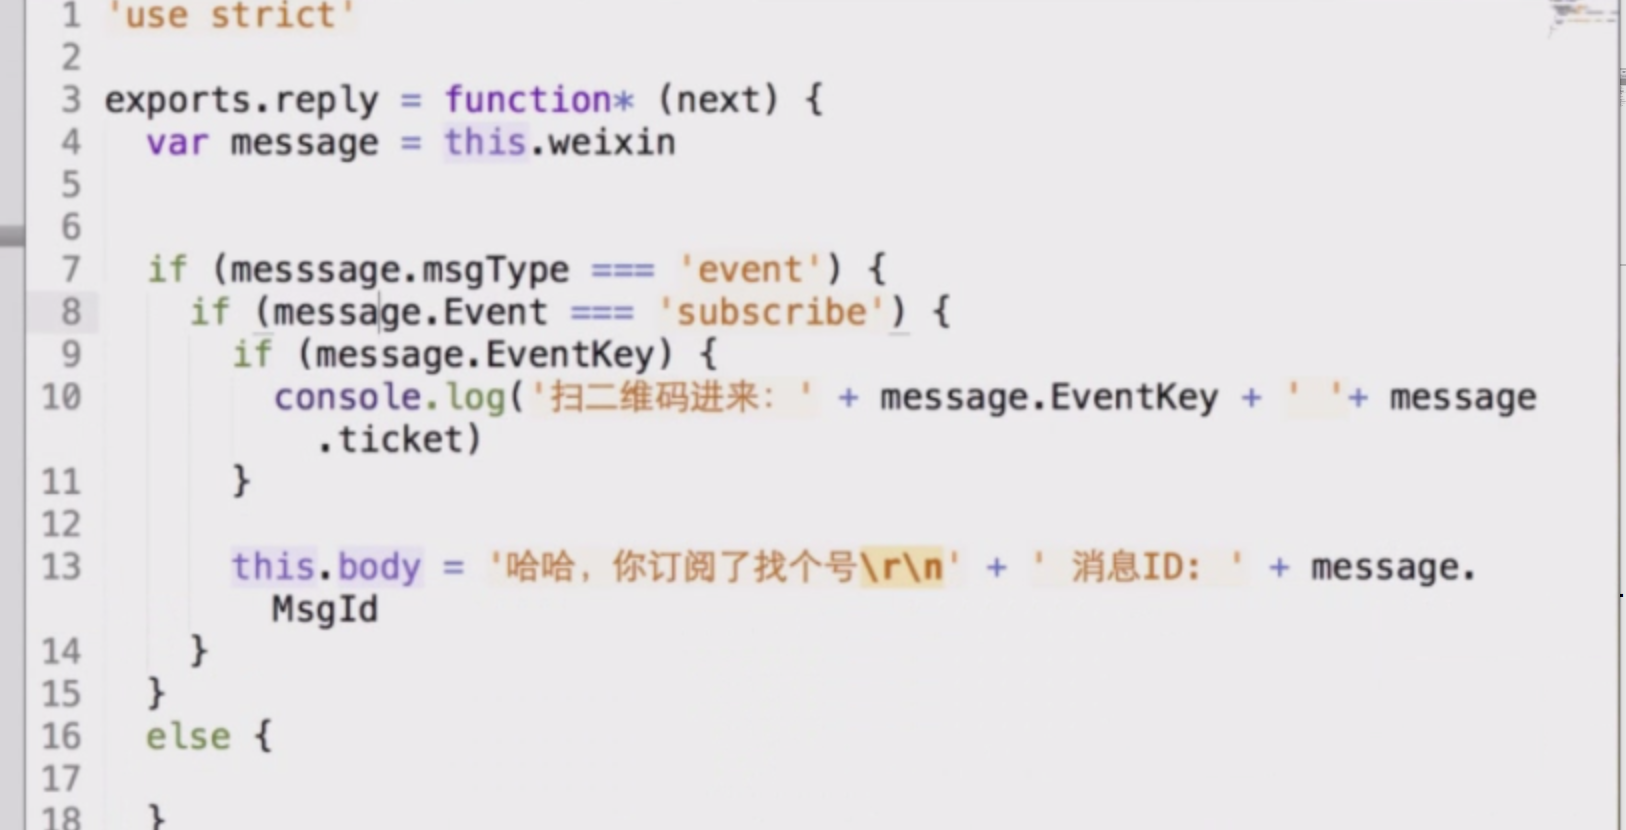 1 'use strict'
2
3 exports.reply = function* (next) {
4 var message = this.weixin
5
6
7 if (messsage.msgType === 'event') {
8 if (message.Event === 'subscribe') {
9 if (message.EventKey) {
10 console.log('扫二维码进来: ' + message.EventKey + ' '+ message
.ticket)
11 }
12
13 this.body = '哈哈，你订阅了找个号\r\n' + ' 消息ID: ' + message.
MsgId
14 }
15 }
16 else {
17
18 }